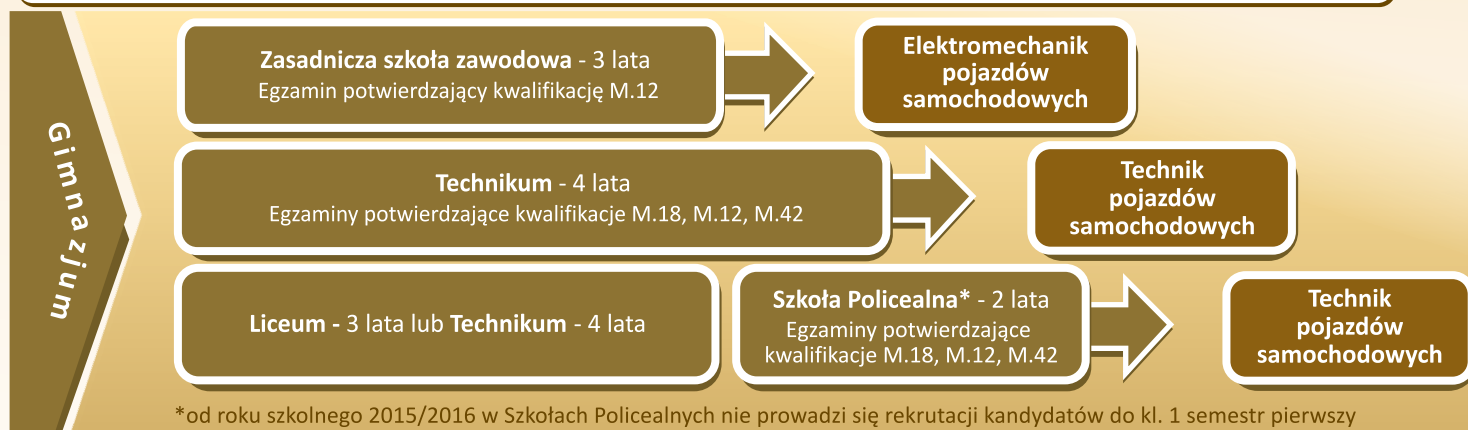 Gimnazjum
Zasadnicza szkoła zawodowa - 3 lata
Egzamin potwierdzający kwalifikację M.12
Elektromechanik
pojazdów
samochodowych
Technikum - 4 lata
Egzaminy potwierdzające kwalifikacje M.18, M.12, M.42
Technik
pojazdów
samochodowych
Liceum - 3 lata lub Technikum - 4 lata
Szkoła Policealna* - 2 lata
Egzaminy potwierdzające
kwalifikacje M.18, M.12, M.42
Technik
pojazdów
samochodowych
*od roku szkolnego 2015/2016 w Szkołach Policealnych nie prowadzi się rekrutacji kandydatów do kl. 1 semestr pierwszy